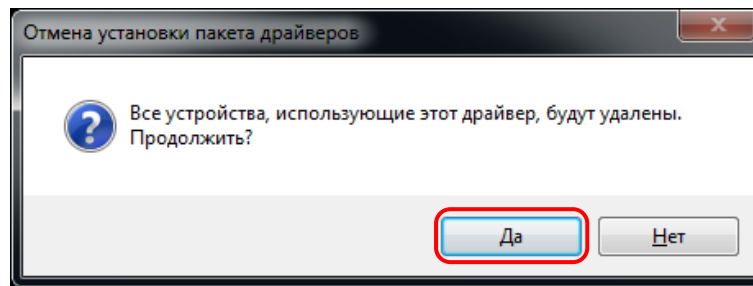 Отмена установки пакета драйверов
Все устройства, использующие этот драйвер, будут удалены.
Продолжить?
Да
Нет